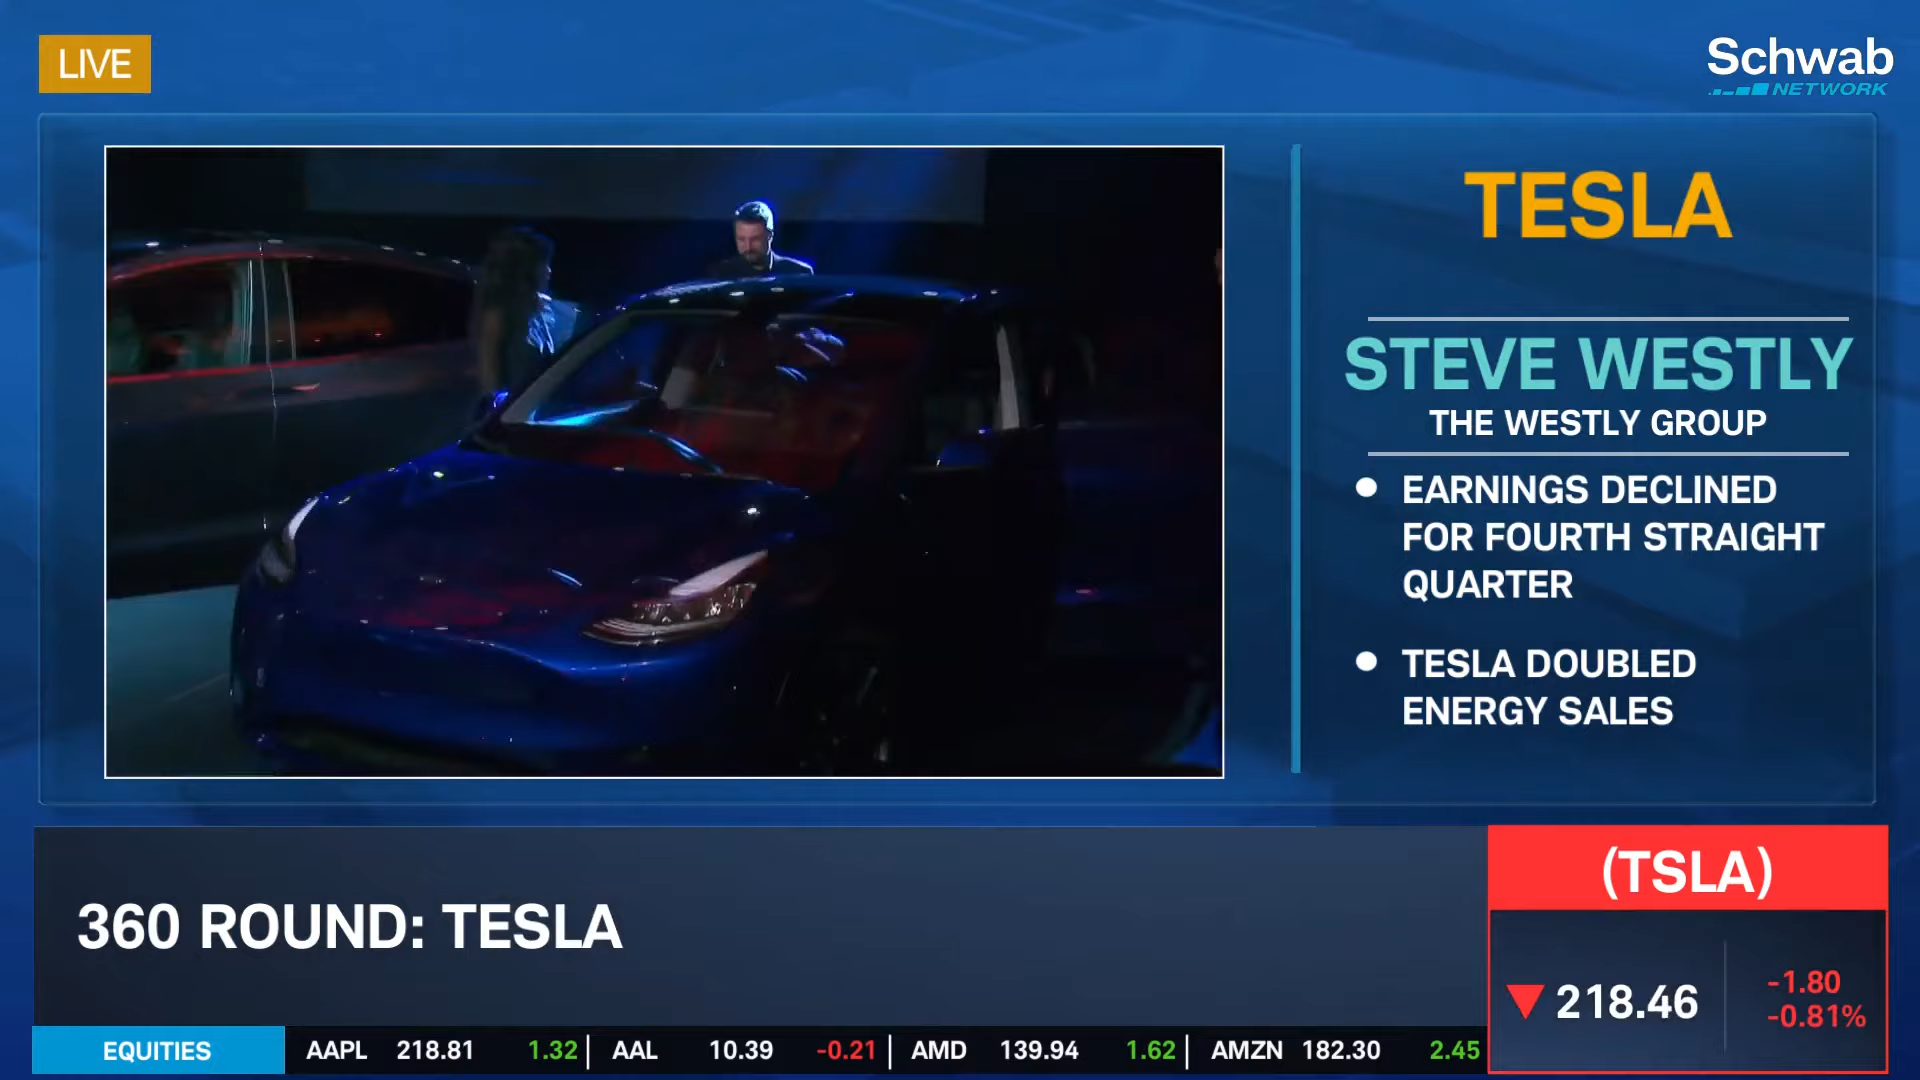 LIVE
Schwab
NETWORK
TESLA
STEVE WESTLY
THE WESTLY GROUP
● EARNINGS DECLINED
FOR FOURTH STRAIGHT
QUARTER
● TESLA DOUBLED
ENERGY SALES
360 ROUND: TESLA
(TSLA)
▼ 218.46
-1.80
-0.81%
EQUITIES AAPL 218.81 1.32 | AAL 10.39 -0.21 | AMD 139.94 1.62 | AMZN 182.30 2.45